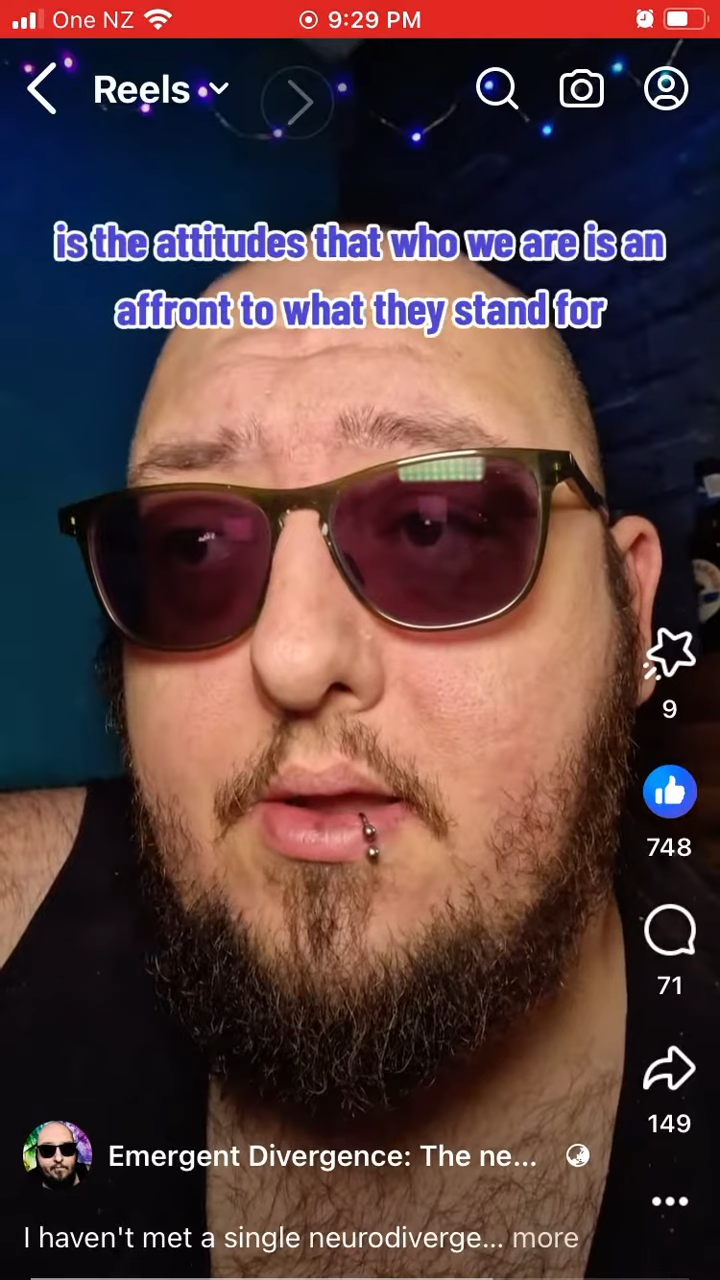 One NZ
9:29 PM
Reels
is the attitudes that who we are is an
affront to what they stand for
9
748
71
149
Emergent Divergence: The ne...
I haven't met a single neurodiverge... more